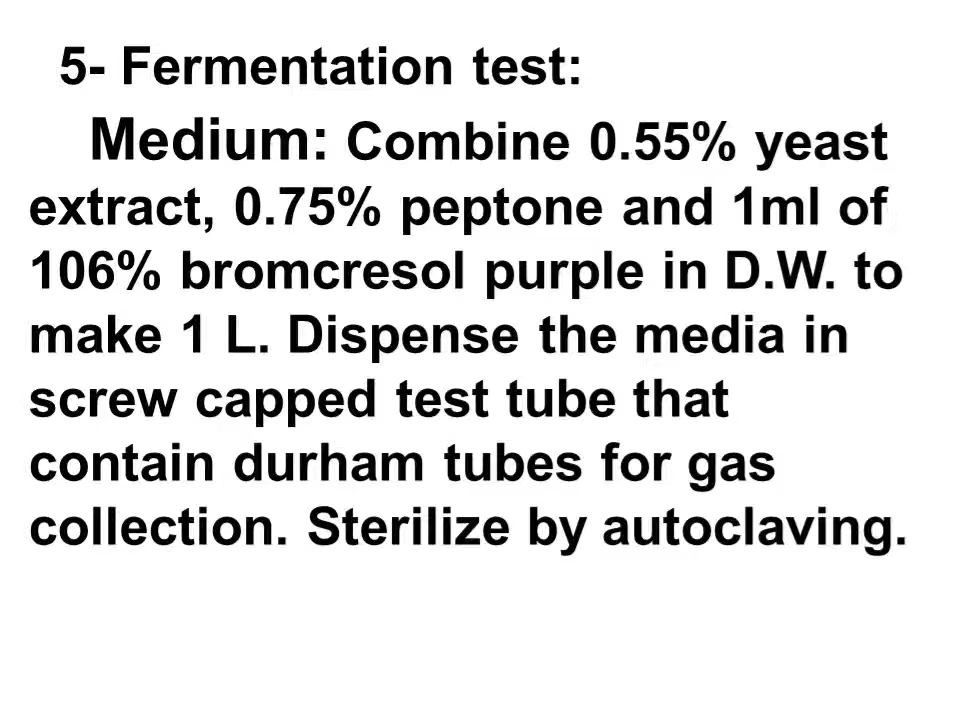 5- Fermentation test:
Medium: Combine 0.55% yeast
extract, 0.75% peptone and 1ml of
106% bromcresol purple in D.W. to
make 1 L. Dispense the media in
screw capped test tube that
contain durham tubes for gas
collection. Sterilize by autoclaving.